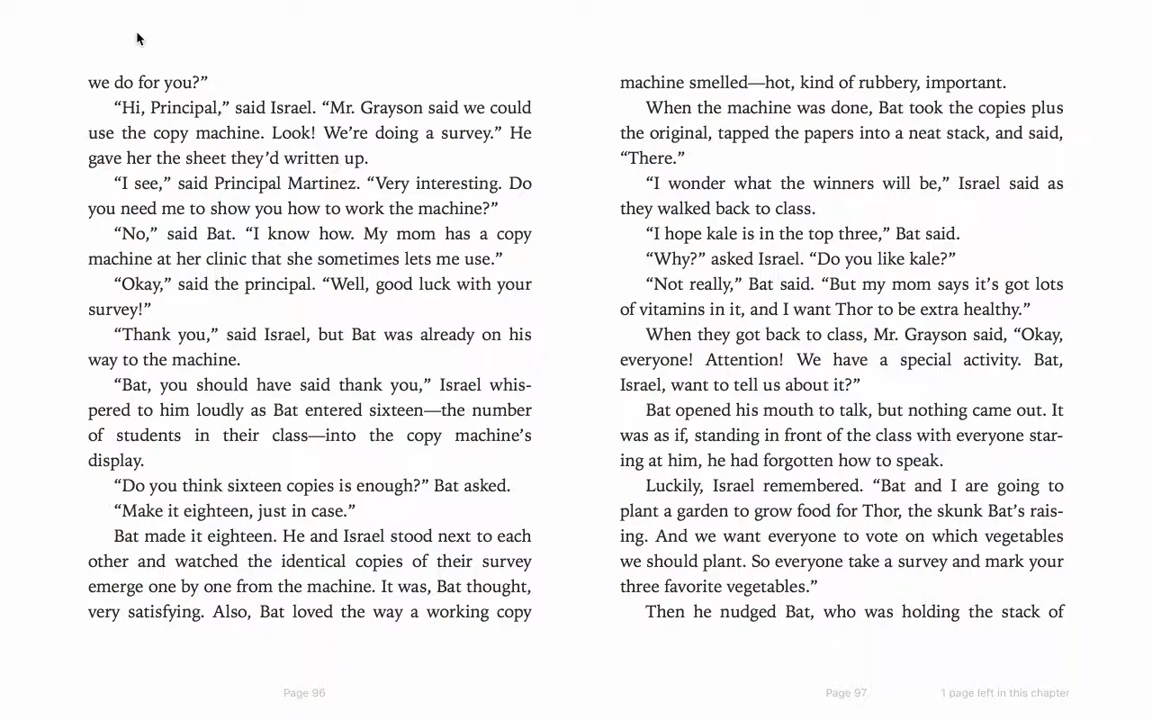 we do for you?”
“Hi, Principal,” said Israel. “Mr. Grayson said we could
use the copy machine. Look! We’re doing a survey.” He
gave her the sheet they’d written up.
“I see,” said Principal Martinez. “Very interesting. Do
you need me to show you how to work the machine?”
“No,” said Bat. “I know how. My mom has a copy
machine at her clinic that she sometimes lets me use.”
“Okay,” said the principal. “Well, good luck with your
survey!”
“Thank you,” said Israel, but Bat was already on his
way to the machine.
“Bat, you should have said thank you,” Israel whis-
pered to him loudly as Bat entered sixteen—the number
of students in their class—into the copy machine’s
display.
“Do you think sixteen copies is enough?” Bat asked.
“Make it eighteen, just in case.”
Bat made it eighteen. He and Israel stood next to each
other and watched the identical copies of their survey
emerge one by one from the machine. It was, Bat thought,
very satisfying. Also, Bat loved the way a working copy
Page 96
machine smelled—hot, kind of rubbery, important.
When the machine was done, Bat took the copies plus
the original, tapped the papers into a neat stack, and said,
“There.”
“I wonder what the winners will be,” Israel said as
they walked back to class.
“I hope kale is in the top three,” Bat said.
“Why?” asked Israel. “Do you like kale?”
“Not really,” Bat said. “But my mom says it’s got lots
of vitamins in it, and I want Thor to be extra healthy.”
When they got back to class, Mr. Grayson said, “Okay,
everyone! Attention! We have a special activity. Bat,
Israel, want to tell us about it?”
Bat opened his mouth to talk, but nothing came out. It
was as if, standing in front of the class with everyone star-
ing at him, he had forgotten how to speak.
Luckily, Israel remembered. “Bat and I are going to
plant a garden to grow food for Thor, the skunk Bat’s rais-
ing. And we want everyone to vote on which vegetables
we should plant. So everyone take a survey and mark your
three favorite vegetables.”
Then he nudged Bat, who was holding the stack of
Page 97
1 page left in this chapter